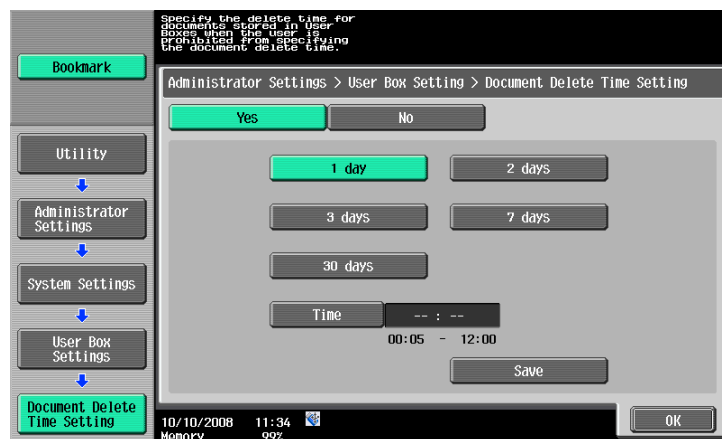 Specify the delete time for
documents stored in User
Boxes when the user is
prohibited from specifying
the document delete time.
Bookmark
Administrator Settings > User Box Setting > Document Delete Time Setting
Yes
No
Utility
1 day
2 days
Administrator
Settings
3 days
7 days
System Settings
30 days
Time
-- : --
00:05 - 12:00
User Box
Settings
Save
Document Delete
Time Setting
10/10/2008 11:34
Memory 99%
OK